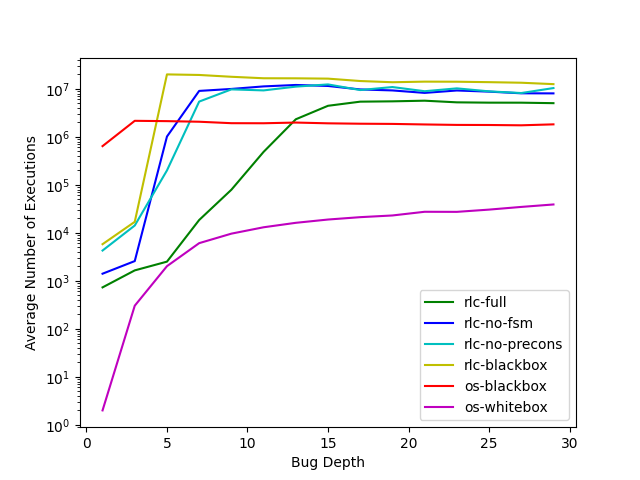 Average Number of Executions
10⁷
10⁶
10⁵
10⁴
10³
10²
10¹
10⁰
0
5
10
15
20
25
30
Bug Depth
rlc-full
rlc-no-fsm
rlc-no-precons
rlc-blackbox
os-blackbox
os-whitebox